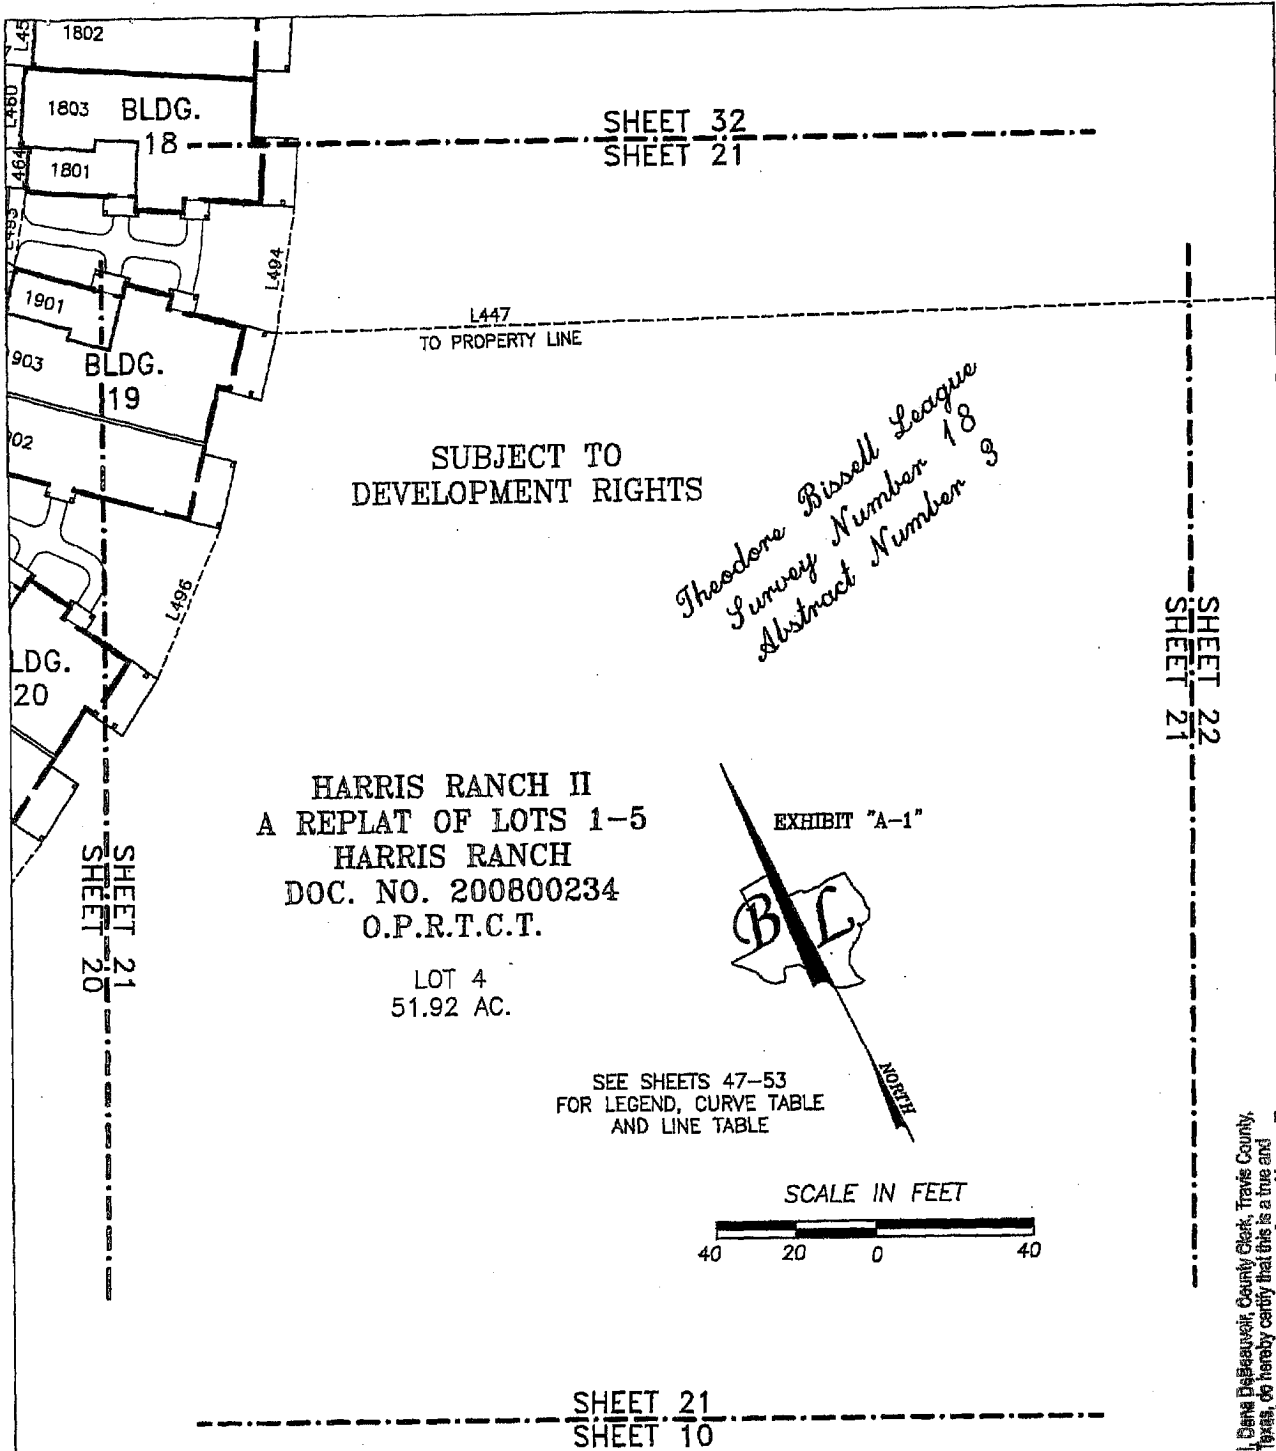 L45
1802
L460
1803
BLDG.
18
464
1801
SHEET 32
SHEET 21
L493
L494
1901
L447
TO PROPERTY LINE
903
BLDG.
19
02
SUBJECT TO
DEVELOPMENT RIGHTS
Theodore Bissell League
Survey Number 18
Abstract Number 3
L496
LDG.
20
SHEET 22
SHEET 21
HARRIS RANCH II
A REPLAT OF LOTS 1-5
HARRIS RANCH
DOC. NO. 200800234
O.P.R.T.C.T.
LOT 4
51.92 AC.
EXHIBIT "A-1"
B L
NORTH
SHEET 21
SHEET 20
SEE SHEETS 47-53
FOR LEGEND, CURVE TABLE
AND LINE TABLE
SCALE IN FEET
40 20 0 40
SHEET 21
SHEET 10
I, Dana DeBeauvoir, County Clerk, Travis County,
Texas, do hereby certify that this is a true and